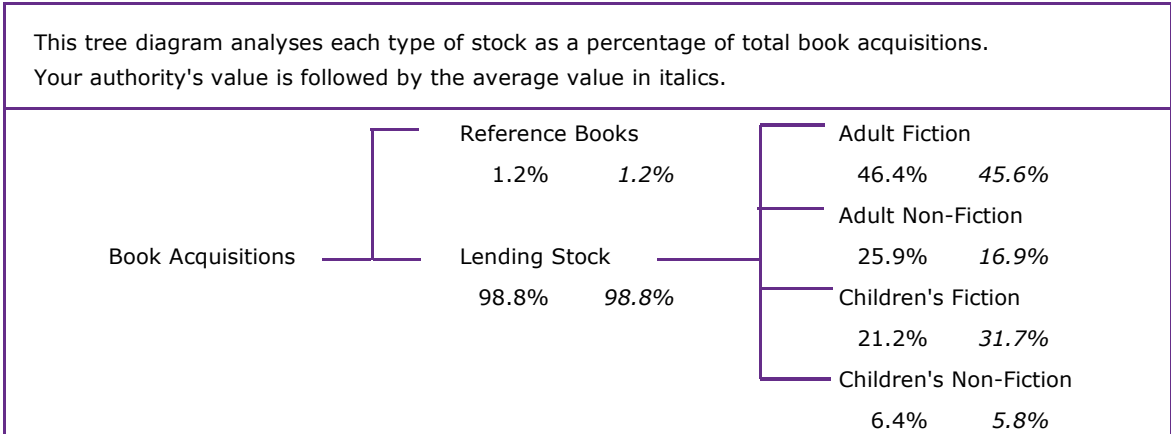 This tree diagram analyses each type of stock as a percentage of total book acquisitions.
Your authority's value is followed by the average value in italics.
Reference Books
1.2% 1.2%
Book Acquisitions
Lending Stock
98.8% 98.8%
Adult Fiction
46.4% 45.6%
Adult Non-Fiction
25.9% 16.9%
Children's Fiction
21.2% 31.7%
Children's Non-Fiction
6.4% 5.8%